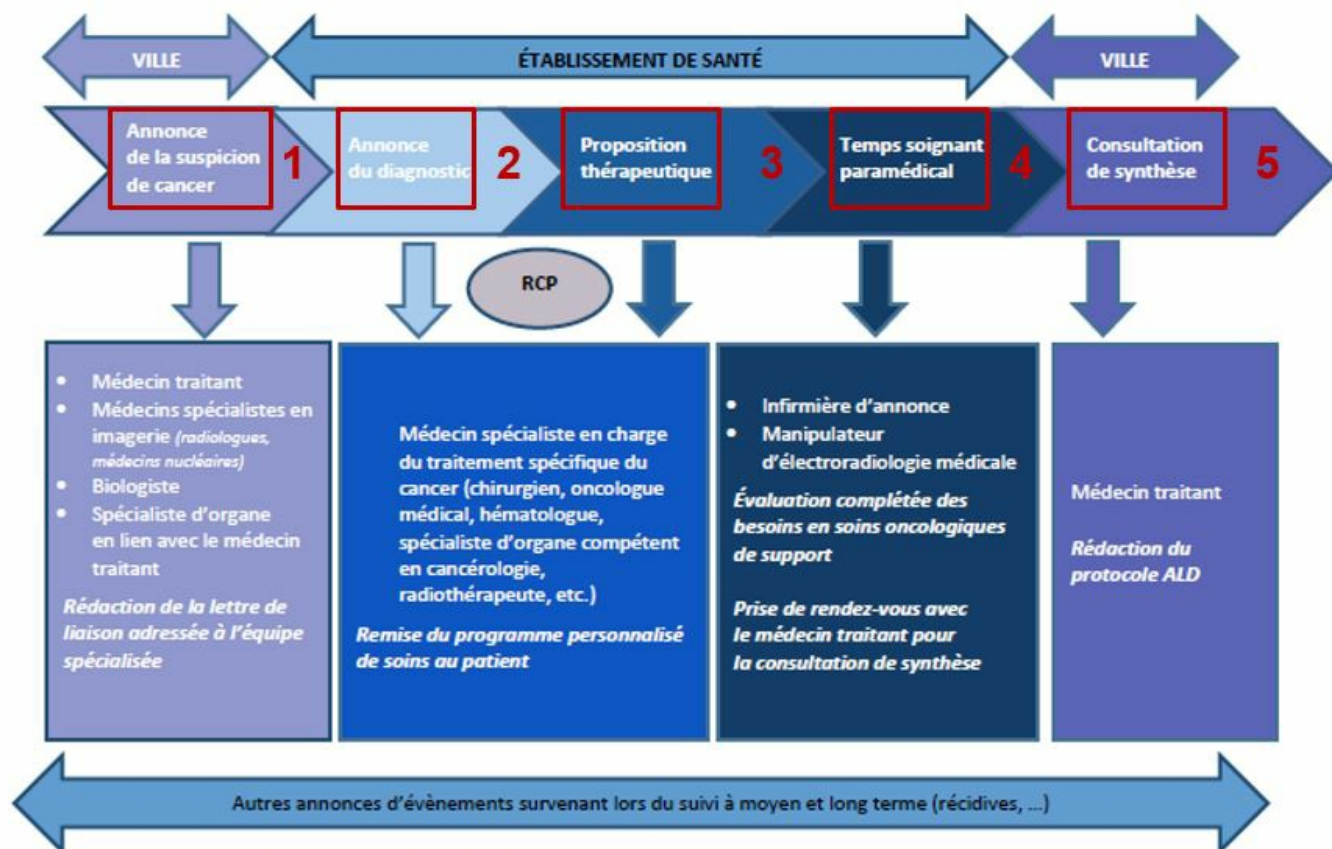 VILLE
ÉTABLISSEMENT DE SANTÉ
VILLE
Annonce
de la suspicion
de cancer
1
Annonce
du diagnostic
2
Proposition
thérapeutique
3
Temps soignant
paramédical
4
Consultation
de synthèse
5
RCP
• Médecin traitant
• Médecins spécialistes en
imagerie (radiologues,
médecins nucléaires)
• Biologiste
• Spécialiste d'organe
en lien avec le médecin
traitant
Rédaction de la lettre de
liaison adressée à l'équipe
spécialisée
Médecin spécialiste en charge
du traitement spécifique du
cancer (chirurgien, oncologue
médical, hématologue,
spécialiste d'organe compétent
en cancérologie,
radiothérapeute, etc.)
Remise du programme personnalisé
de soins au patient
• Infirmière d'annonce
• Manipulateur
d'électroradiologie médicale
Évaluation complétée des
besoins en soins oncologiques
de support
Prise de rendez-vous avec
le médecin traitant pour
la consultation de synthèse
Médecin traitant
Rédaction du
protocole ALD
Autres annonces d'évènements survenant lors du suivi à moyen et long terme (récidives, ...)